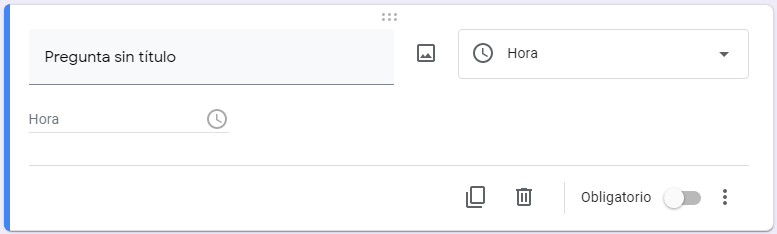 Pregunta sin título
Hora
Hora
Obligatorio